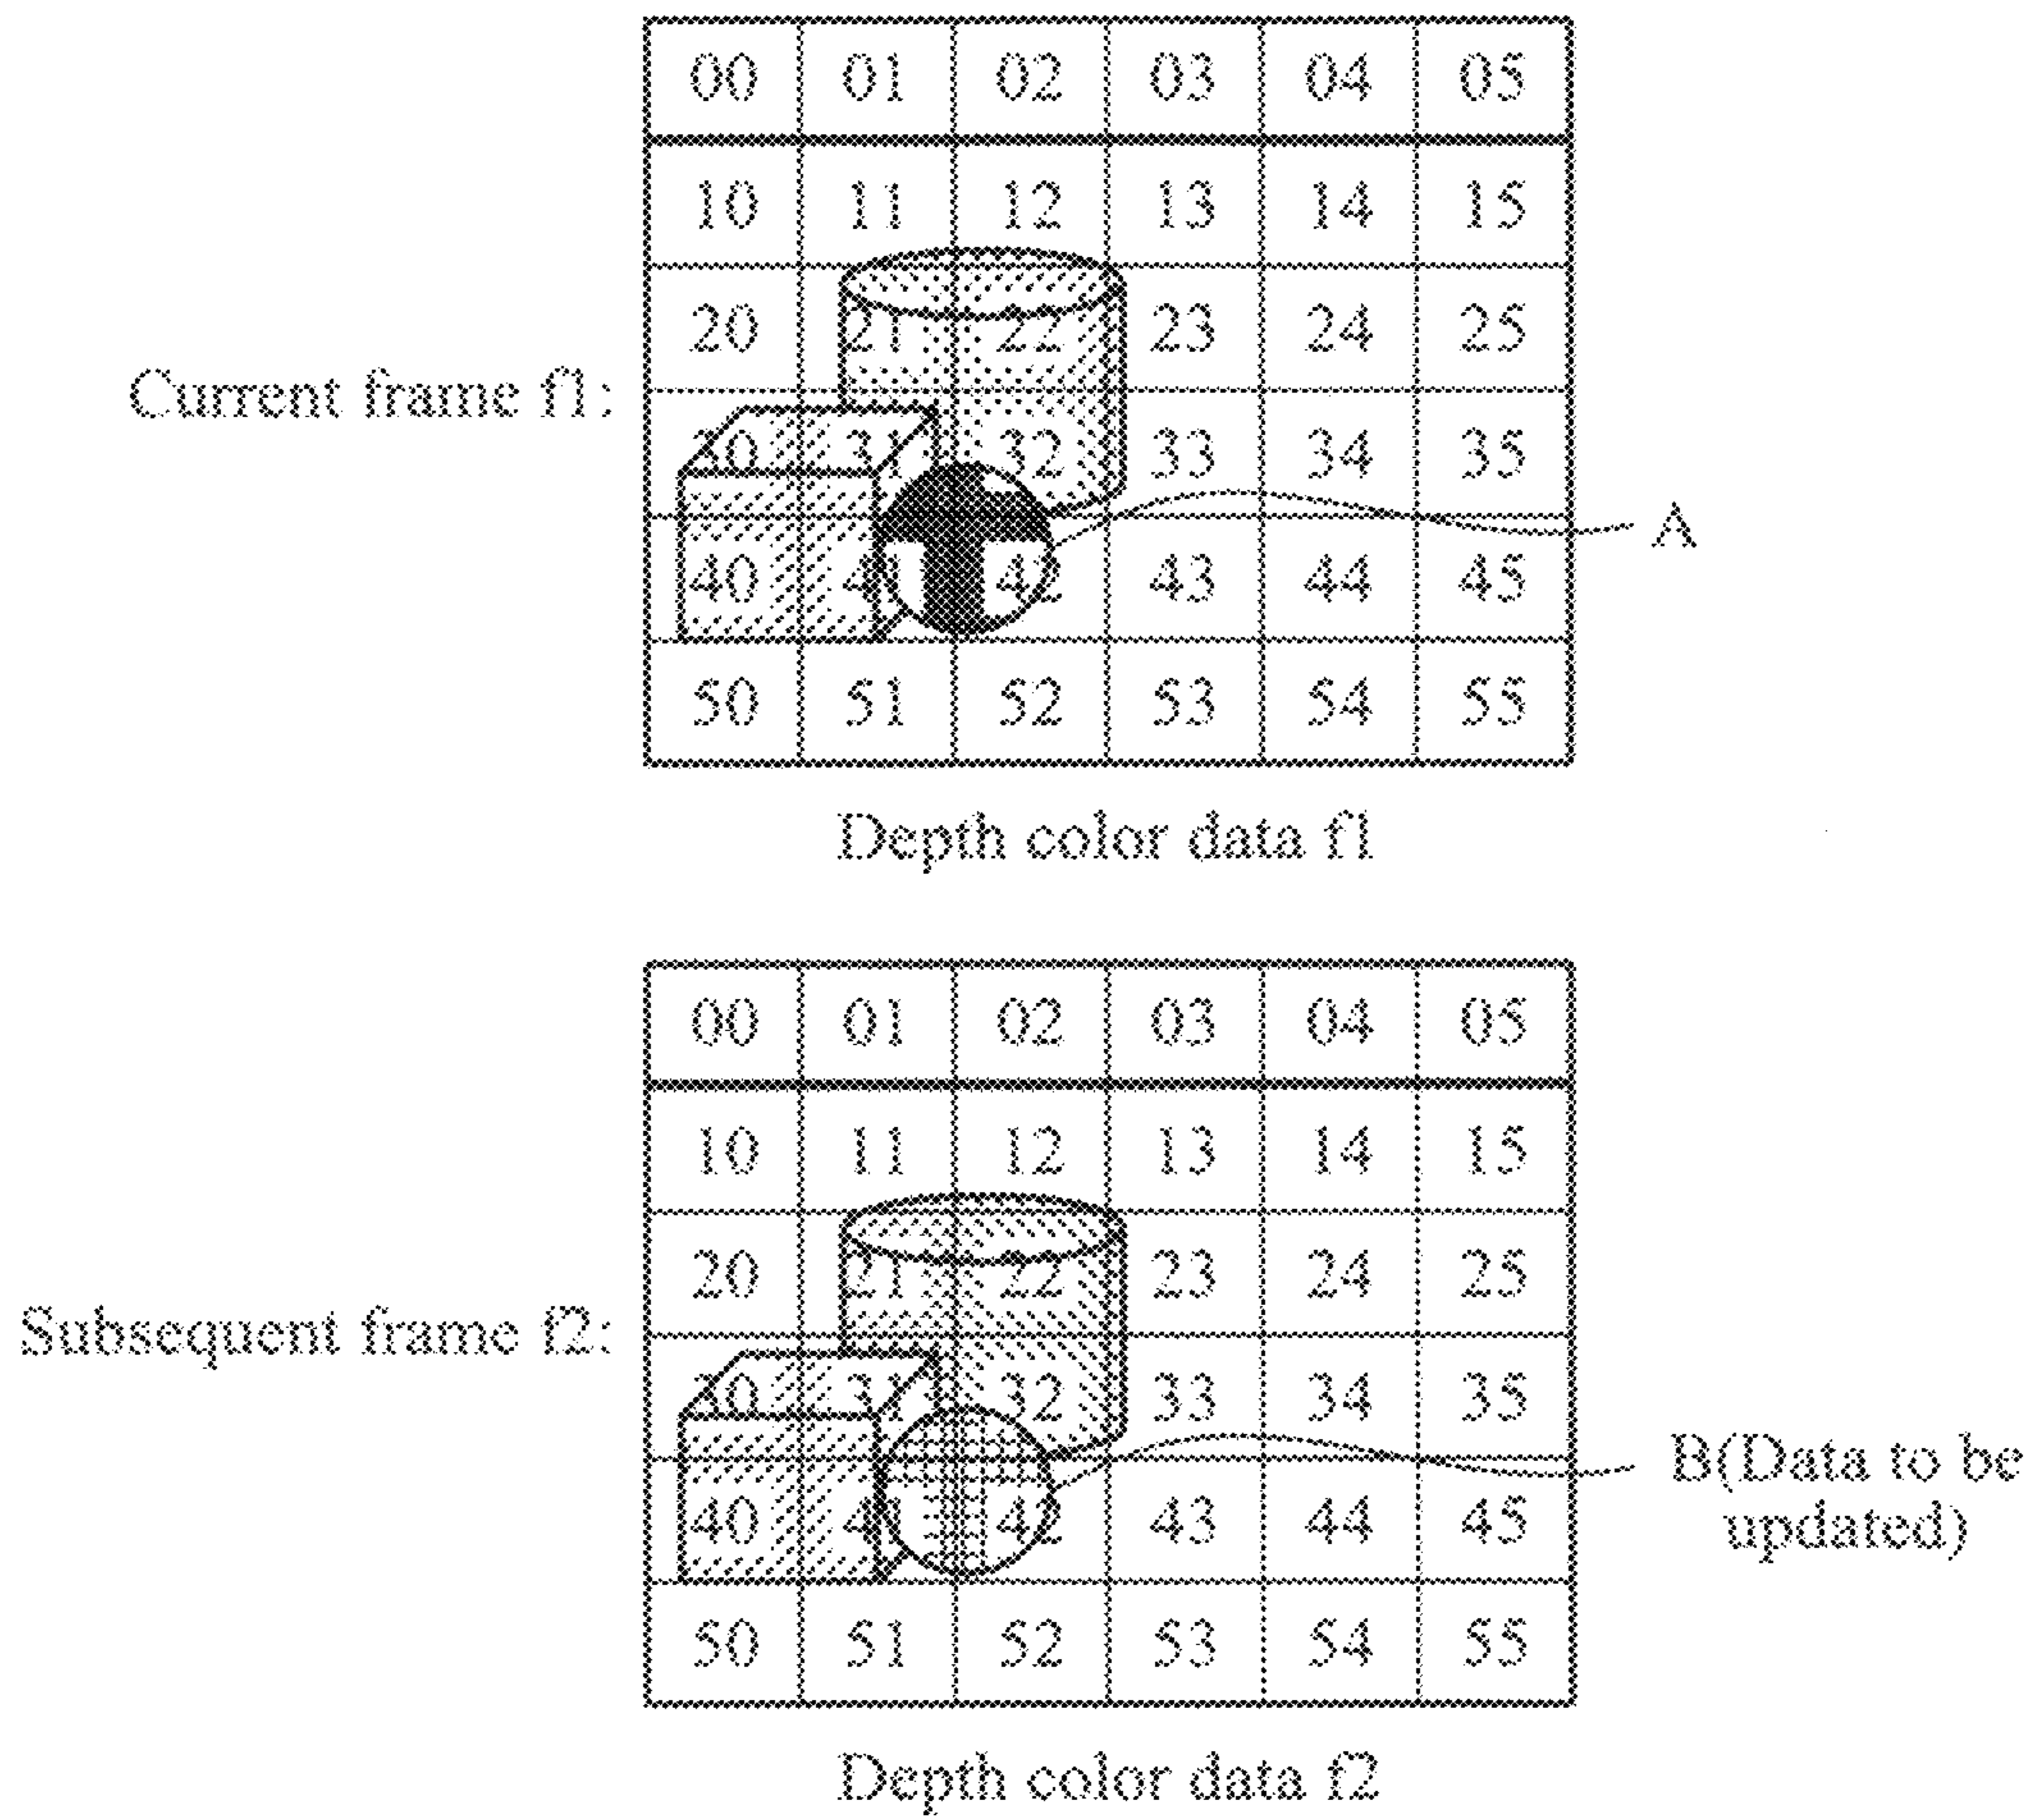 00 01 02 03 04 05
10 11 12 13 14 15
20 21 22 23 24 25
Current frame f1:
30 31 32 33 34 35
A
40 41 42 43 44 45
50 51 52 53 54 55
Depth color data f1
00 01 02 03 04 05
10 11 12 13 14 15
20 21 22 23 24 25
Subsequent frame f2:
30 31 32 33 34 35
B(Data to be
updated)
40 41 42 43 44 45
50 51 52 53 54 55
Depth color data f2